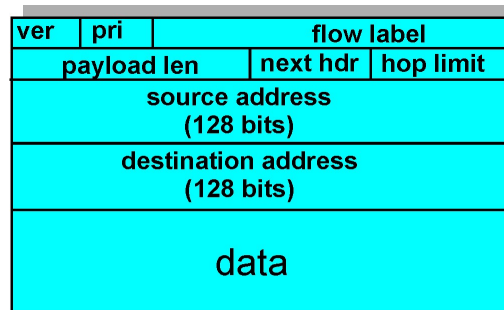 ver pri flow label
payload len next hdr hop limit
source address
(128 bits)
destination address
(128 bits)
data